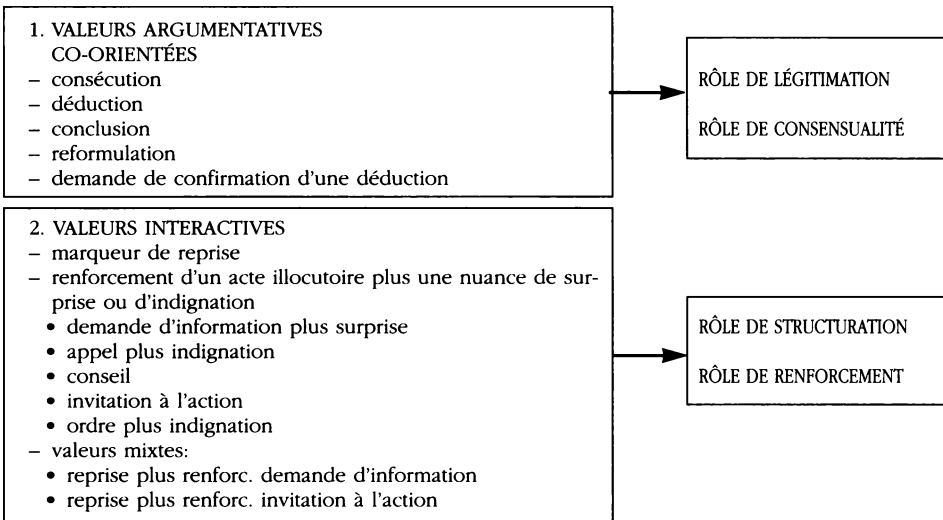 1. VALEURS ARGUMENTATIVES
CO-ORIENTÉES
– consécution
– déduction
– conclusion
– reformulation
– demande de confirmation d'une déduction
RÔLE DE LÉGITIMATION
RÔLE DE CONSENSUALITÉ
2. VALEURS INTERACTIVES
– marqueur de reprise
– renforcement d'un acte illocutoire plus une nuance de sur-
prise ou d'indignation
• demande d'information plus surprise
• appel plus indignation
• conseil
• invitation à l'action
• ordre plus indignation
– valeurs mixtes:
• reprise plus renforc. demande d'information
• reprise plus renforc. invitation à l'action
RÔLE DE STRUCTURATION
RÔLE DE RENFORCEMENT